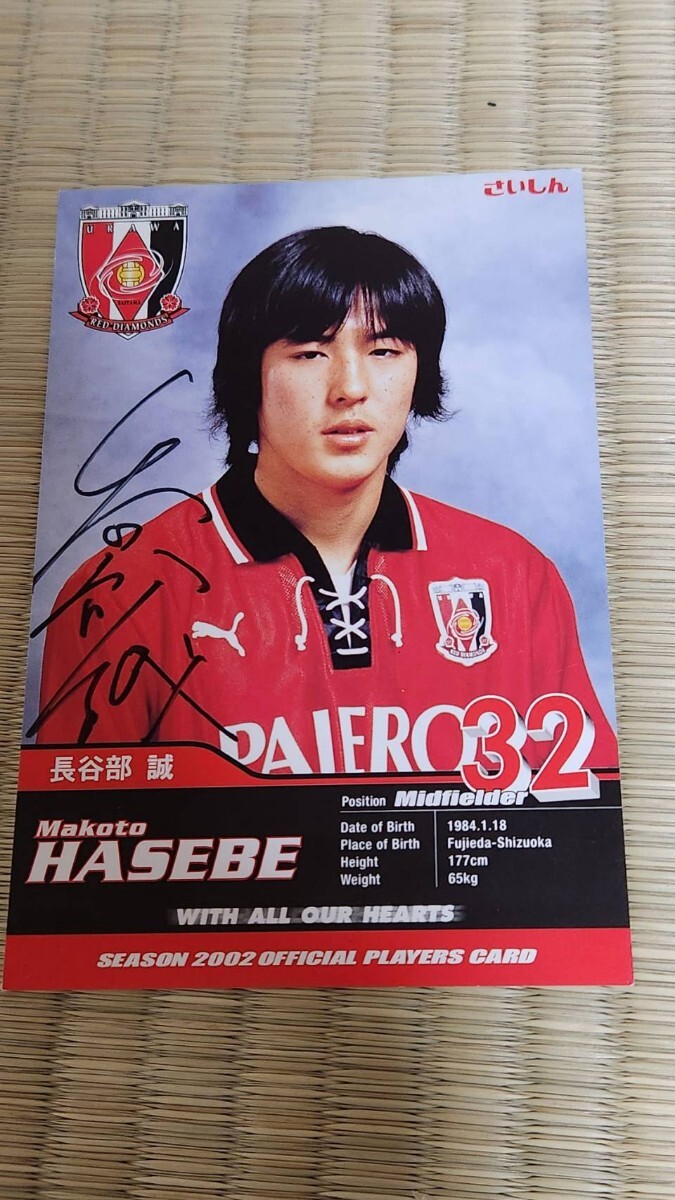 さいしん
URAWA
SAITAMA
RED DIAMONDS
PAJERO
32
長谷部 誠
Makoto
HASEBE
Position Midfielder
Date of Birth 1984.1.18
Place of Birth Fujieda-Shizuoka
Height 177cm
Weight 65kg
WITH ALL OUR HEARTS
SEASON 2002 OFFICIAL PLAYERS CARD